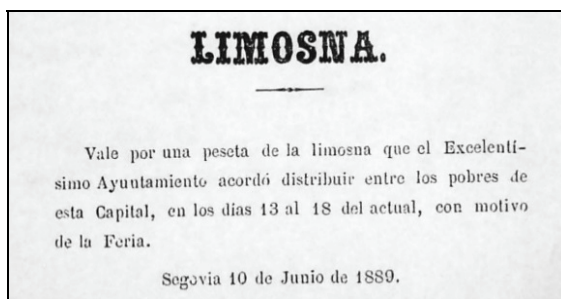 LIMOSNA.
Vale por una peseta de la limosna que el Excelentí-
simo Ayuntamiento acordó distribuir entre los pobres de
esta Capital, en los días 13 al 18 del actual, con motivo
de la Feria.
Segovia 10 de Junio de 1889.